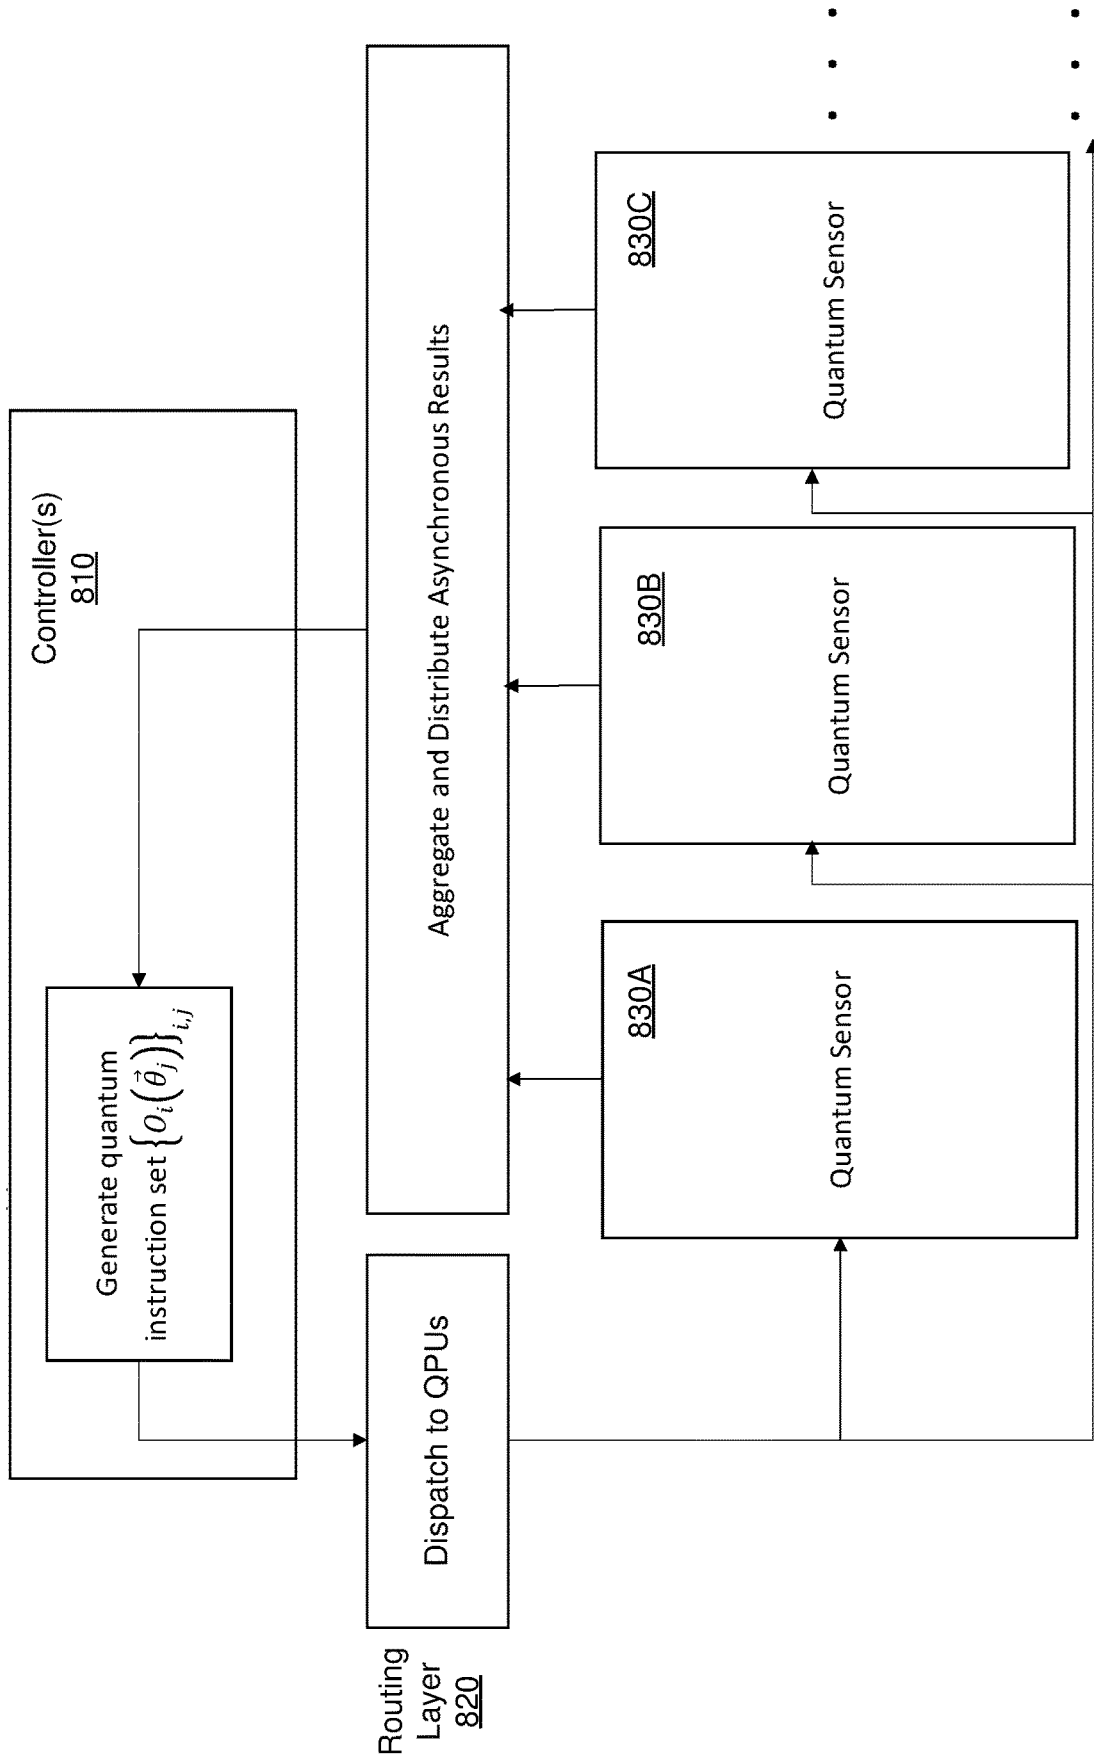 Controller(s)
810
Generate quantum
instruction set {O_i(θ⃗_j)}_{i,j}
Routing
Layer
820
Dispatch to QPUs
Aggregate and Distribute Asynchronous Results
830A
Quantum Sensor
830B
Quantum Sensor
830C
Quantum Sensor